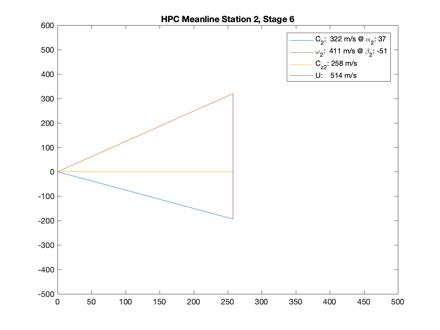 HPC Meanline Station 2, Stage 6
600
C₂: 322 m/s @ α₂: 37
ω₂: 411 m/s @ β₂: -51
C_z2: 258 m/s
U: 514 m/s
500
400
300
200
100
0
-100
-200
-300
-400
-500
0 50 100 150 200 250 300 350 400 450 500